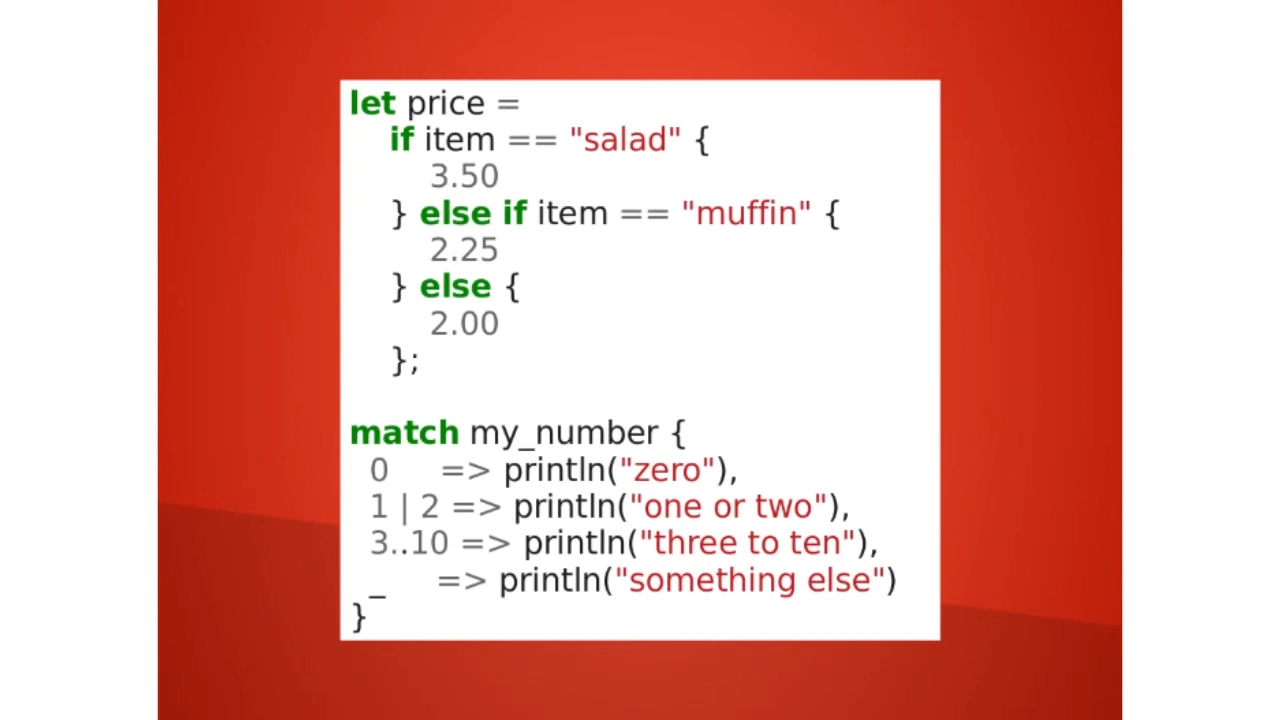 let price =
    if item == "salad" {
        3.50
    } else if item == "muffin" {
        2.25
    } else {
        2.00
    };

match my_number {
  0     => println("zero"),
  1 | 2 => println("one or two"),
  3..10 => println("three to ten"),
  _     => println("something else")
}